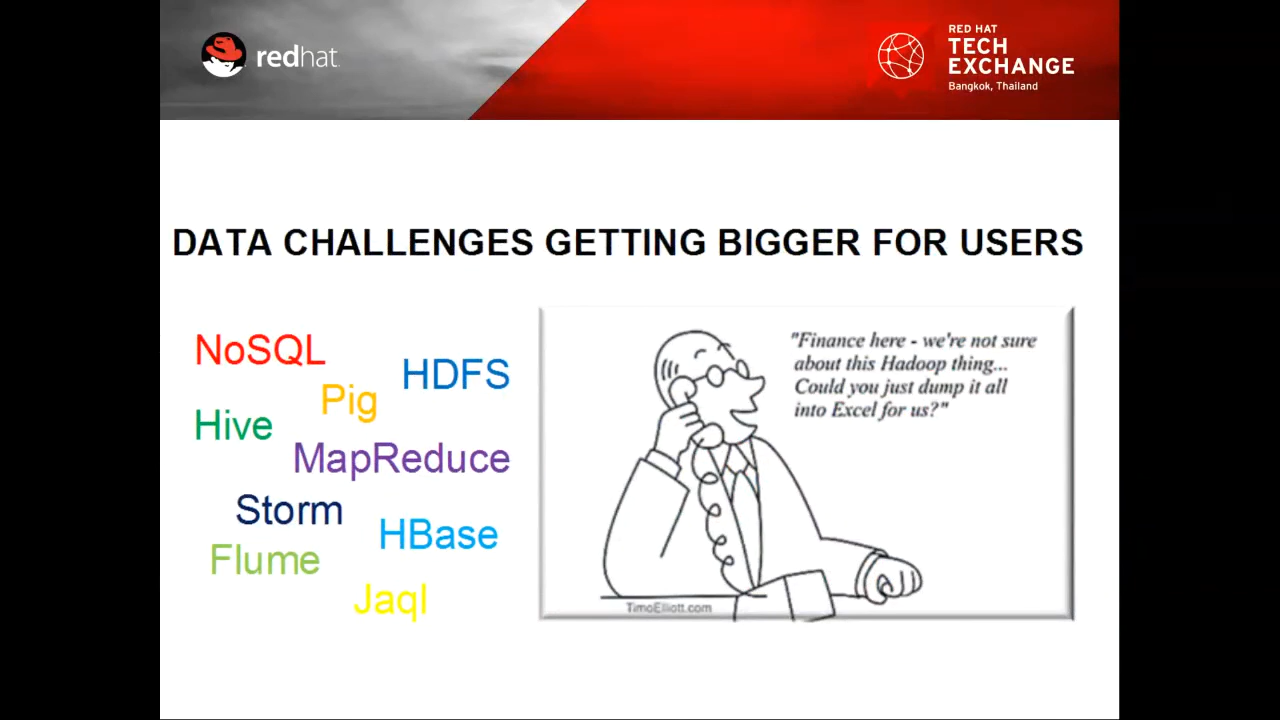 redhat.
RED HAT
TECH
EXCHANGE
Bangkok, Thailand
DATA CHALLENGES GETTING BIGGER FOR USERS
NoSQL
HDFS
Pig
Hive
MapReduce
Storm
HBase
Flume
Jaql
"Finance here - we're not sure
about this Hadoop thing...
Could you just dump it all
into Excel for us?"
TimoElliott.com